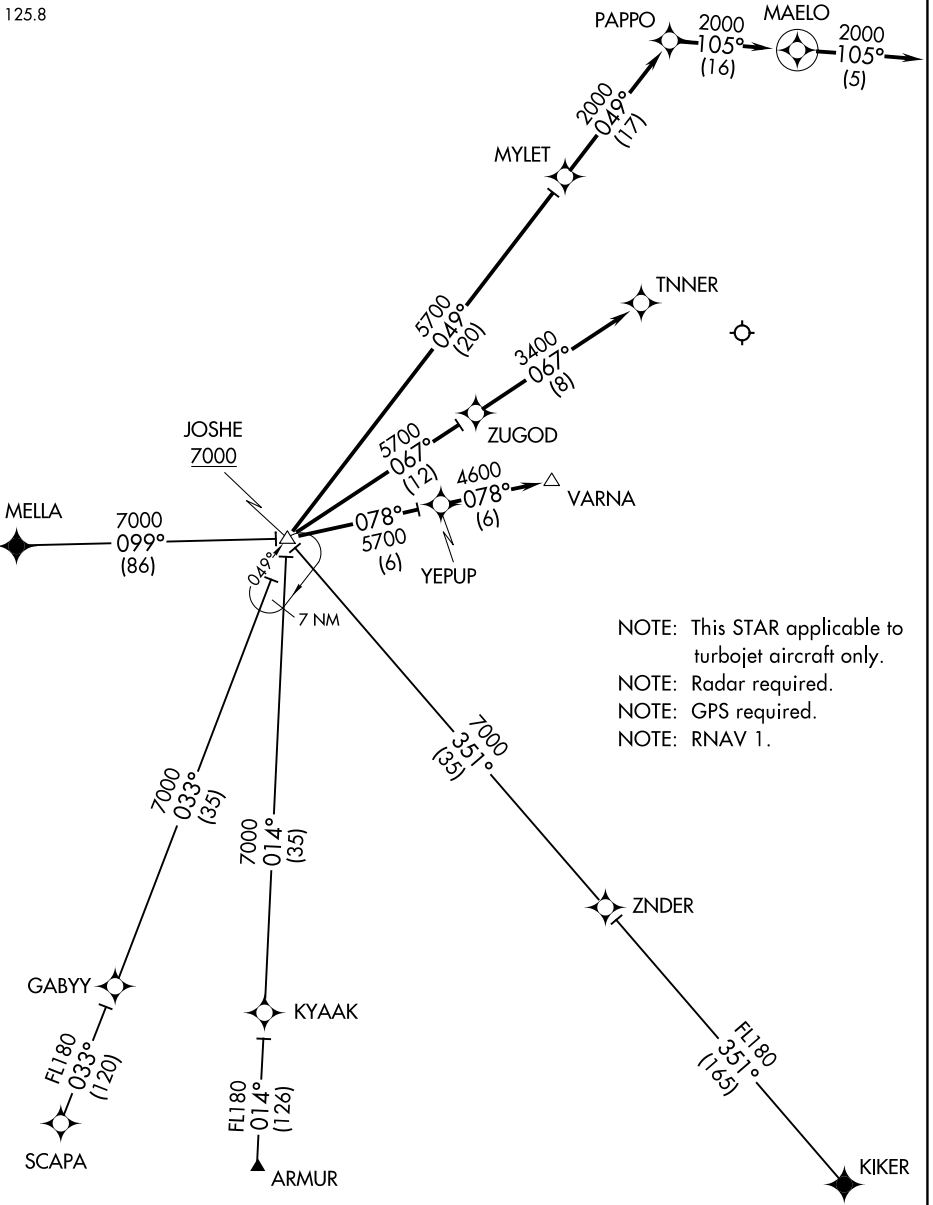 125.8
PAPPO
MAELO
2000
105°
(16)
2000
105°
(5)
2000
049°
(17)
MYLET
5700
049°
(20)
TNNER
3400
067°
(8)
ZUGOD
5700
067°
(12)
JOSHE
7000
4600
078°
(6)
VARNA
078°
5700
(6)
YEPUP
MELLA
7000
099°
(86)
049°
7 NM
NOTE: This STAR applicable to
turbojet aircraft only.
NOTE: Radar required.
NOTE: GPS required.
NOTE: RNAV 1.
7000
351°
(35)
7000
033°
(35)
7000
014°
(35)
ZNDER
GABYY
KYAAK
FL180
033°
(120)
FL180
014°
(126)
FL180
351°
(165)
SCAPA
ARMUR
KIKER